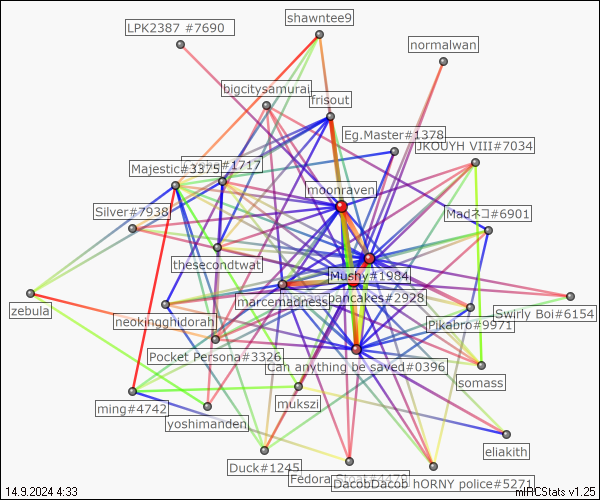 shawntee9
LPK2387 #7690
normalwan
bigcitysamurai
frisout
Eg.Master#1378
JKOUYH VIII#7034
#1717
Majestic#3375
moonraven
Silver#7938
Madネコ#6901
thesecondtwat
Mushy#1984
marcemadness
pancakes#2928
zebula
neokingghidorah
Swirly Boi#6154
Pikabro#9971
Pocket Persona#3326
Can anything be saved#0396
somass
mukszi
ming#4742
yoshimanden
eliakith
Duck#1245
Fedora
DacobDacob hORNY police#5271
14.9.2024 4:33
mIRCStats v1.25